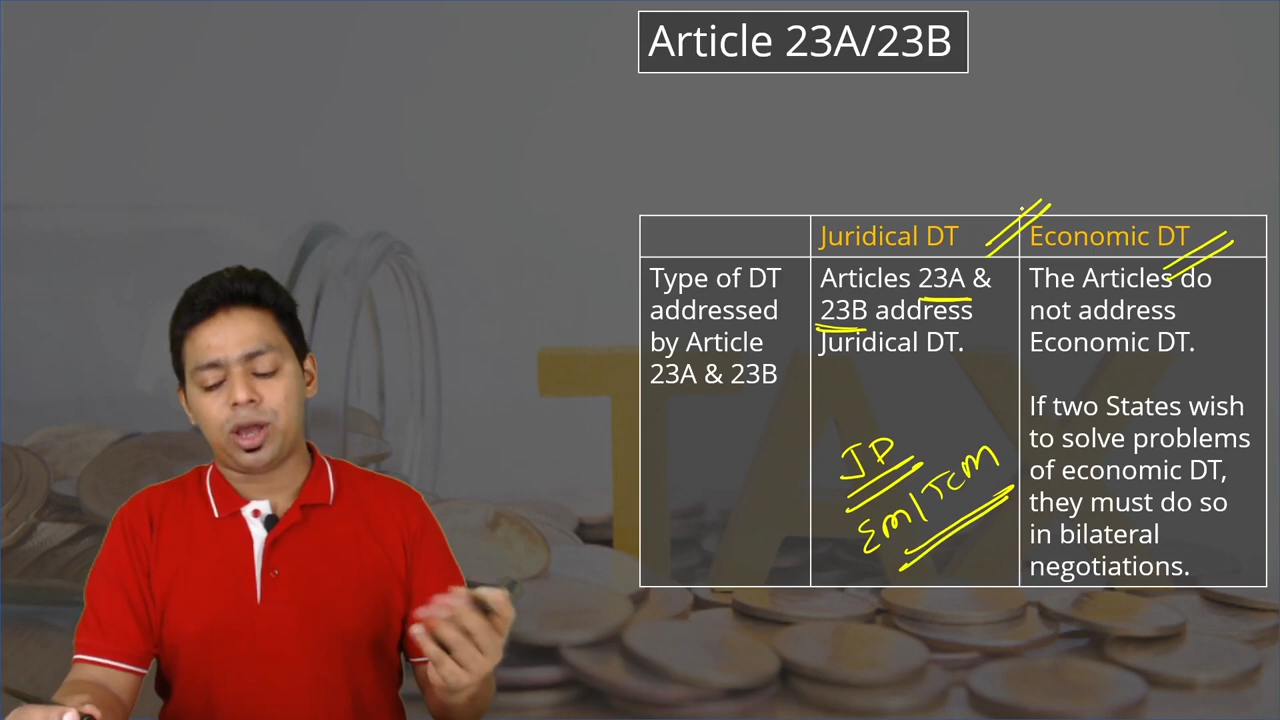 Article 23A/23B
Juridical DT
Economic DT
Type of DT
addressed
by Article
23A & 23B
Articles 23A &
23B address
Juridical DT.
The Articles do
not address
Economic DT.
If two States wish
to solve problems
of economic DT,
they must do so
in bilateral
negotiations.
JD
Em/TCM
TAX